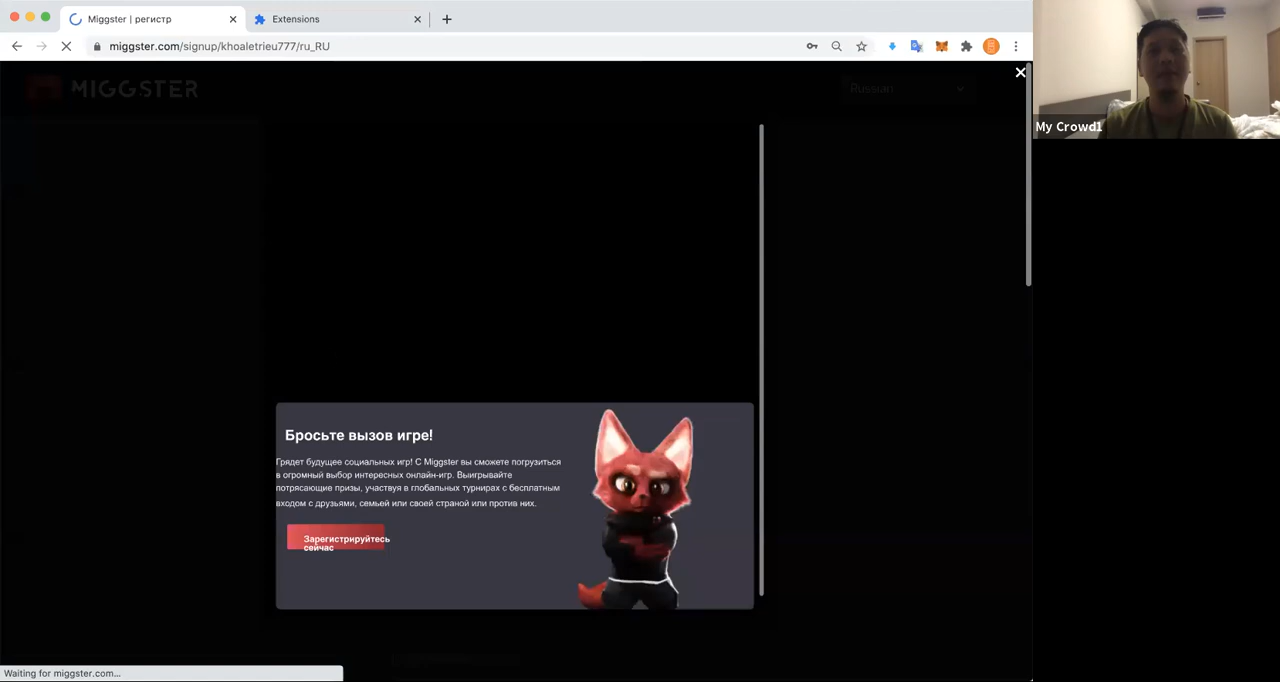 Miggster | регистр
Extensions
miggster.com/signup/khoaletrieu777/ru_RU
MIGGSTER
Russian
My Crowd1
Бросьте вызов игре!
Грядет будущее социальных игр! С Miggster вы сможете погрузиться
в огромный выбор интересных онлайн-игр. Выигрывайте
потрясающие призы, участвуя в глобальных турнирах с бесплатным
входом с друзьями, семьей или своей страной или против них.
Зарегистрируйтесь
сейчас
Waiting for miggster.com...